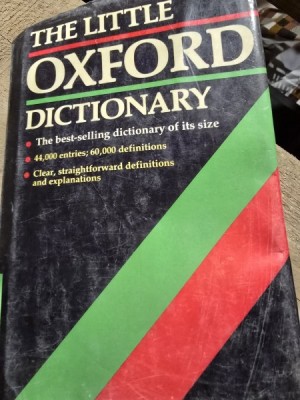 THE LITTLE
OXFORD
DICTIONARY
The best-selling dictionary of its size
44,000 entries; 60,000 definitions
Clear, straightforward definitions
and explanations